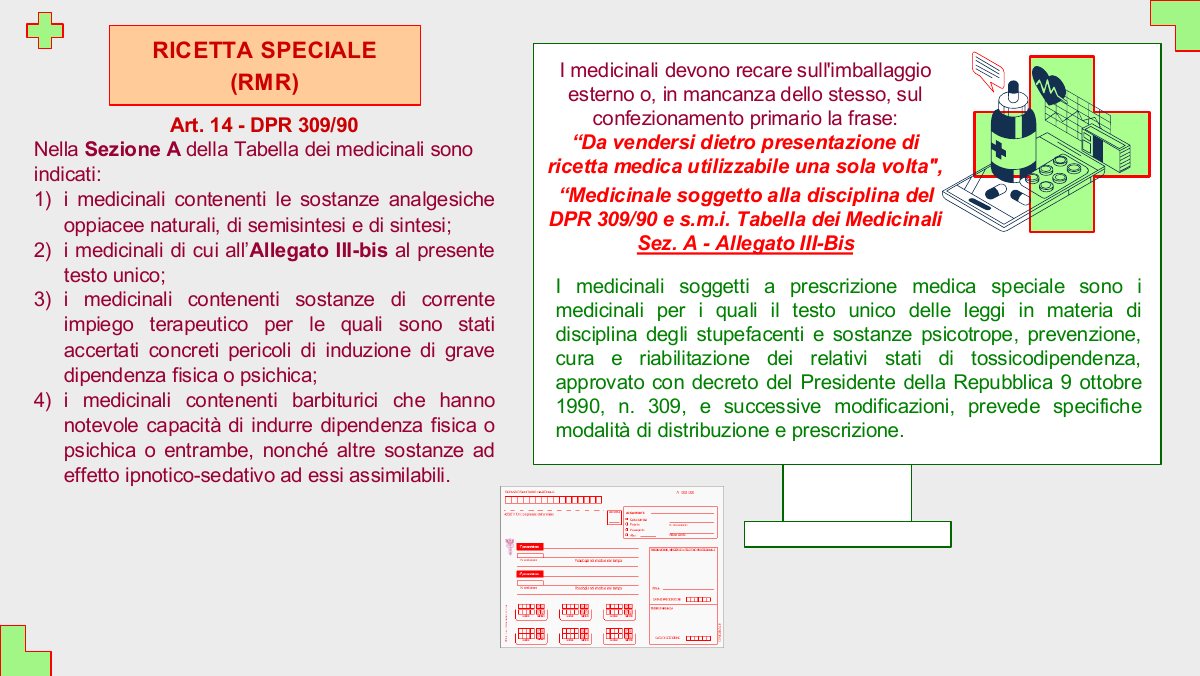 RICETTA SPECIALE
(RMR)
Art. 14 - DPR 309/90
Nella Sezione A della Tabella dei medicinali sono
indicati:
1) i medicinali contenenti le sostanze analgesiche
oppiacee naturali, di semisintesi e di sintesi;
2) i medicinali di cui all’Allegato III-bis al presente
testo unico;
3) i medicinali contenenti sostanze di corrente
impiego terapeutico per le quali sono stati
accertati concreti pericoli di induzione di grave
dipendenza fisica o psichica;
4) i medicinali contenenti barbiturici che hanno
notevole capacità di indurre dipendenza fisica o
psichica o entrambe, nonché altre sostanze ad
effetto ipnotico-sedativo ad essi assimilabili.
I medicinali devono recare sull'imballaggio
esterno o, in mancanza dello stesso, sul
confezionamento primario la frase:
“Da vendersi dietro presentazione di
ricetta medica utilizzabile una sola volta",
“Medicinale soggetto alla disciplina del
DPR 309/90 e s.m.i. Tabella dei Medicinali
Sez. A - Allegato III-Bis
I medicinali soggetti a prescrizione medica speciale sono i
medicinali per i quali il testo unico delle leggi in materia di
disciplina degli stupefacenti e sostanze psicotrope, prevenzione,
cura e riabilitazione dei relativi stati di tossicodipendenza,
approvato con decreto del Presidente della Repubblica 9 ottobre
1990, n. 309, e successive modificazioni, prevede specifiche
modalità di distribuzione e prescrizione.